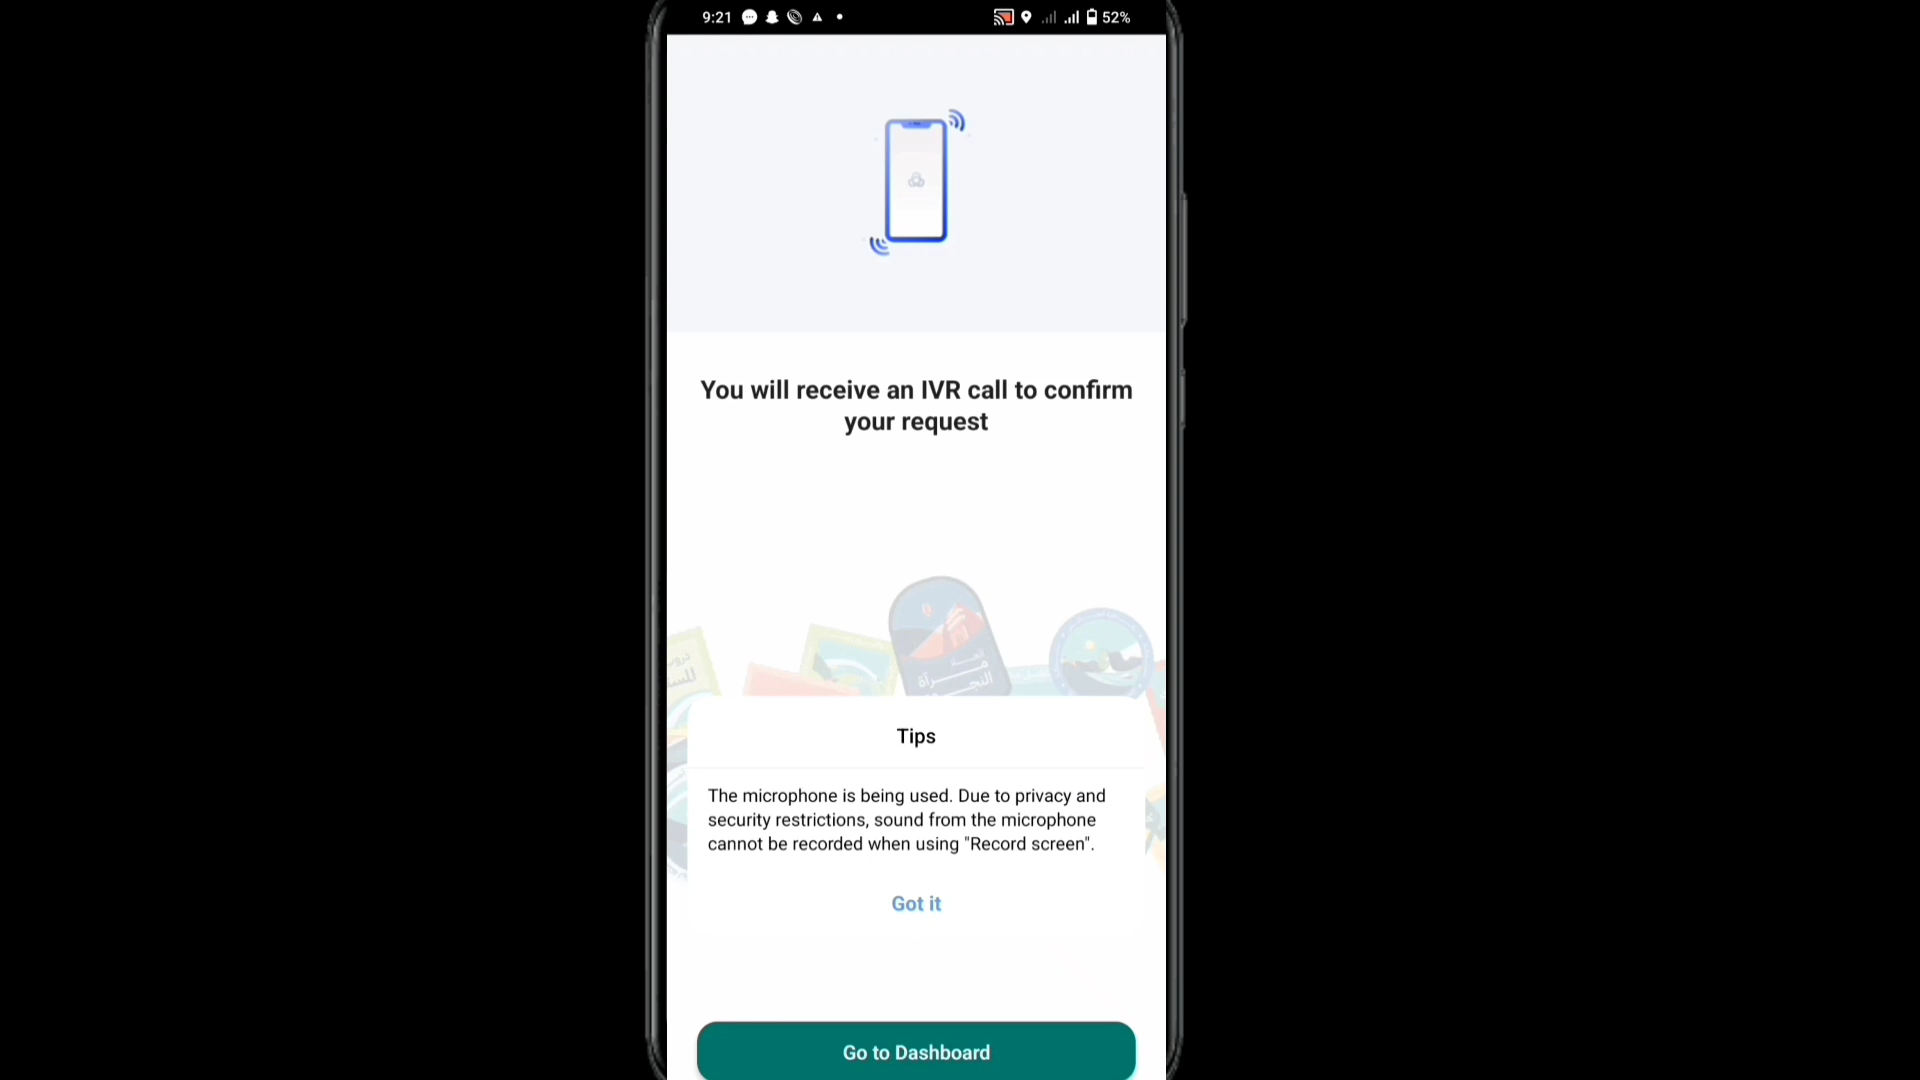 9:21
52%
You will receive an IVR call to confirm
your request
مرآة
Tips
The microphone is being used. Due to privacy and
security restrictions, sound from the microphone
cannot be recorded when using "Record screen".
Got it
Go to Dashboard